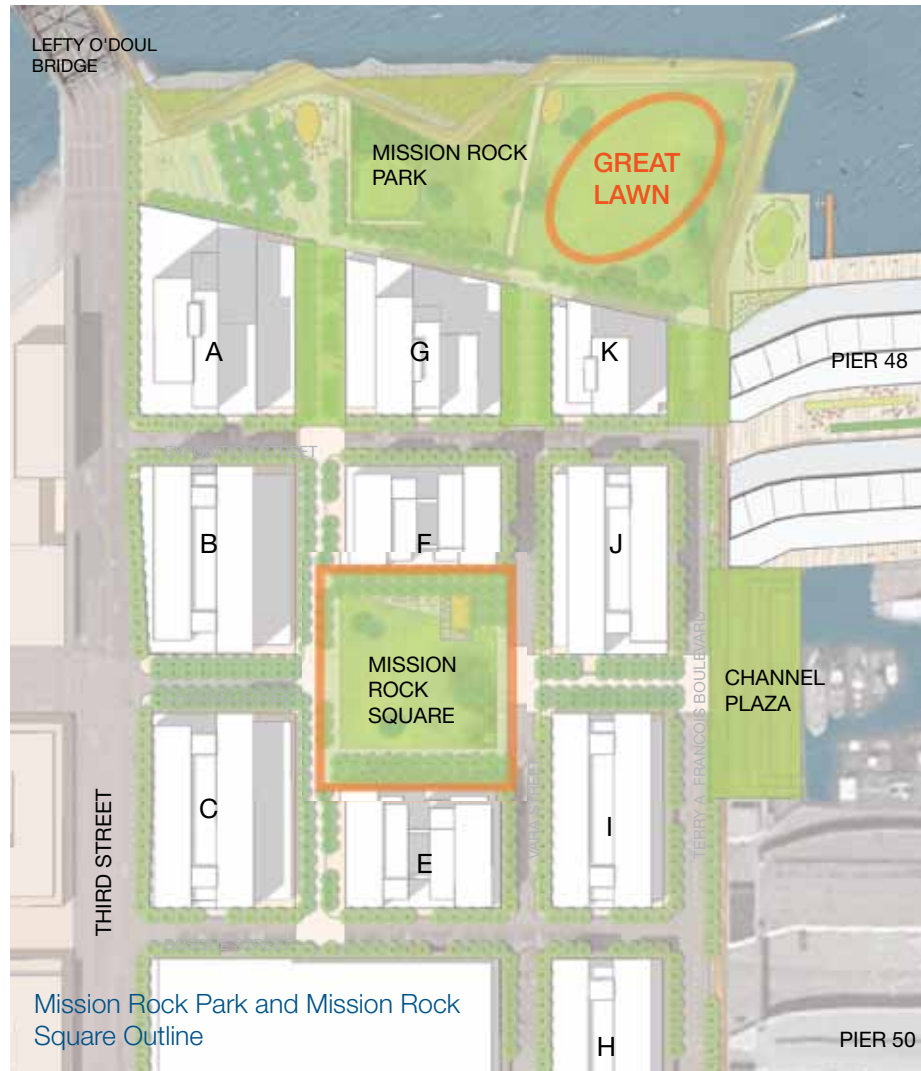 LEFTY O'DOUL
BRIDGE
MISSION ROCK
PARK
GREAT
LAWN
A
G
K
PIER 48
B
F
J
MISSION
ROCK
SQUARE
CHANNEL
PLAZA
TERRY A. FRANCOIS BOULEVARD
C
E
I
THIRD STREET
H
Mission Rock Park and Mission Rock
Square Outline
PIER 50